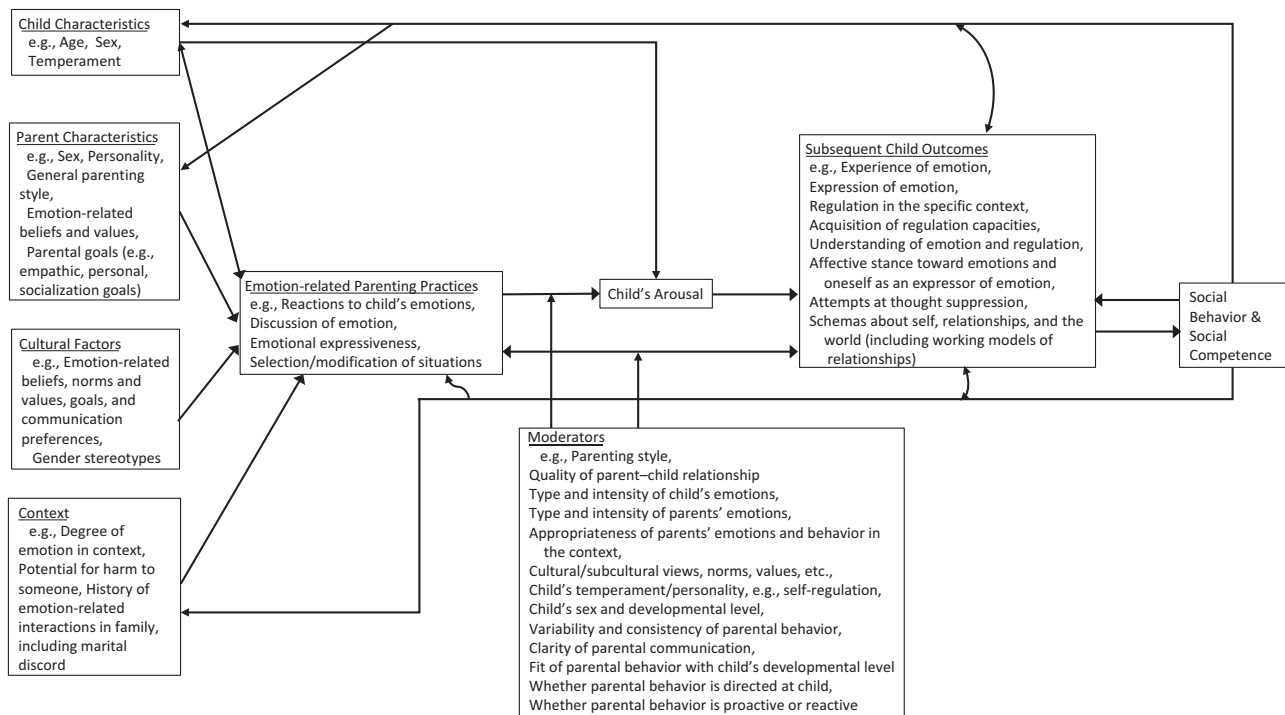 Child Characteristics
e.g., Age, Sex,
Temperament
Parent Characteristics
e.g., Sex, Personality,
General parenting
style,
Emotion-related
beliefs and values,
Parental goals (e.g.,
empathic, personal,
socialization goals)
Cultural Factors
e.g., Emotion-related
beliefs, norms and
values, goals, and
communication
preferences,
Gender stereotypes
Context
e.g., Degree of
emotion in context,
Potential for harm to
someone, History of
emotion-related
interactions in family,
including marital
discord
Emotion-related Parenting Practices
e.g., Reactions to child's emotions,
Discussion of emotion,
Emotional expressiveness,
Selection/modification of situations
Child's Arousal
Subsequent Child Outcomes
e.g., Experience of emotion,
Expression of emotion,
Regulation in the specific context,
Acquisition of regulation capacities,
Understanding of emotion and regulation,
Affective stance toward emotions and
oneself as an expressor of emotion,
Attempts at thought suppression,
Schemas about self, relationships, and the
world (including working models of
relationships)
Social
Behavior &
Social
Competence
Moderators
e.g., Parenting style,
Quality of parent–child relationship
Type and intensity of child's emotions,
Type and intensity of parents' emotions,
Appropriateness of parents' emotions and behavior in
the context,
Cultural/subcultural views, norms, values, etc.,
Child's temperament/personality, e.g., self-regulation,
Child's sex and developmental level,
Variability and consistency of parental behavior,
Clarity of parental communication,
Fit of parental behavior with child's developmental level
Whether parental behavior is directed at child,
Whether parental behavior is proactive or reactive